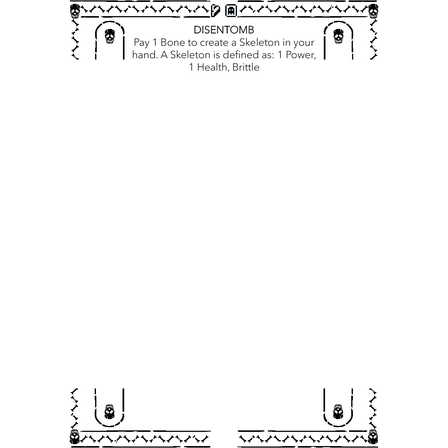 DISENTOMB
Pay 1 Bone to create a Skeleton in your
hand. A Skeleton is defined as: 1 Power,
1 Health, Brittle